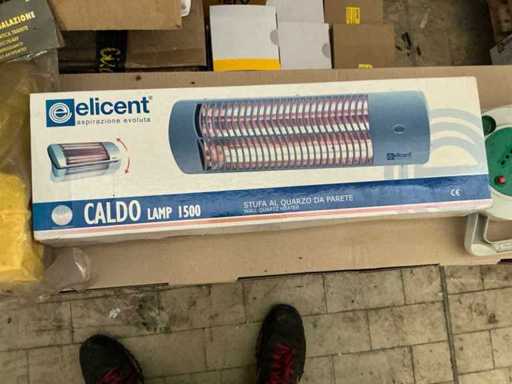 elicent®
aspirazione evoluta
elicent
CALDO LAMP 1500
STUFA AL QUARZO DA PARETE
WALL QUARTZ HEATER
CE